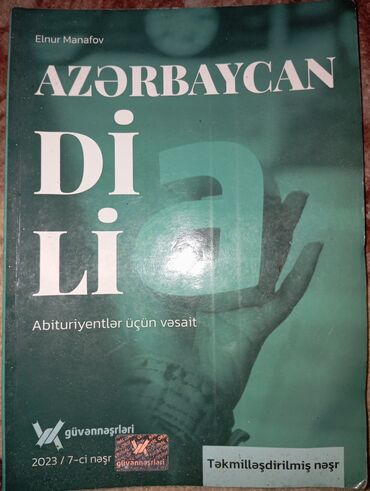 Elnur Manafov
AZƏRBAYCAN
Dİ
Lİ
a
Abituriyentlər üçün vəsait
güvənnəşrləri
2023 / 7-ci nəşr
güvənnəşrləri
Təkmilləşdirilmiş nəşr